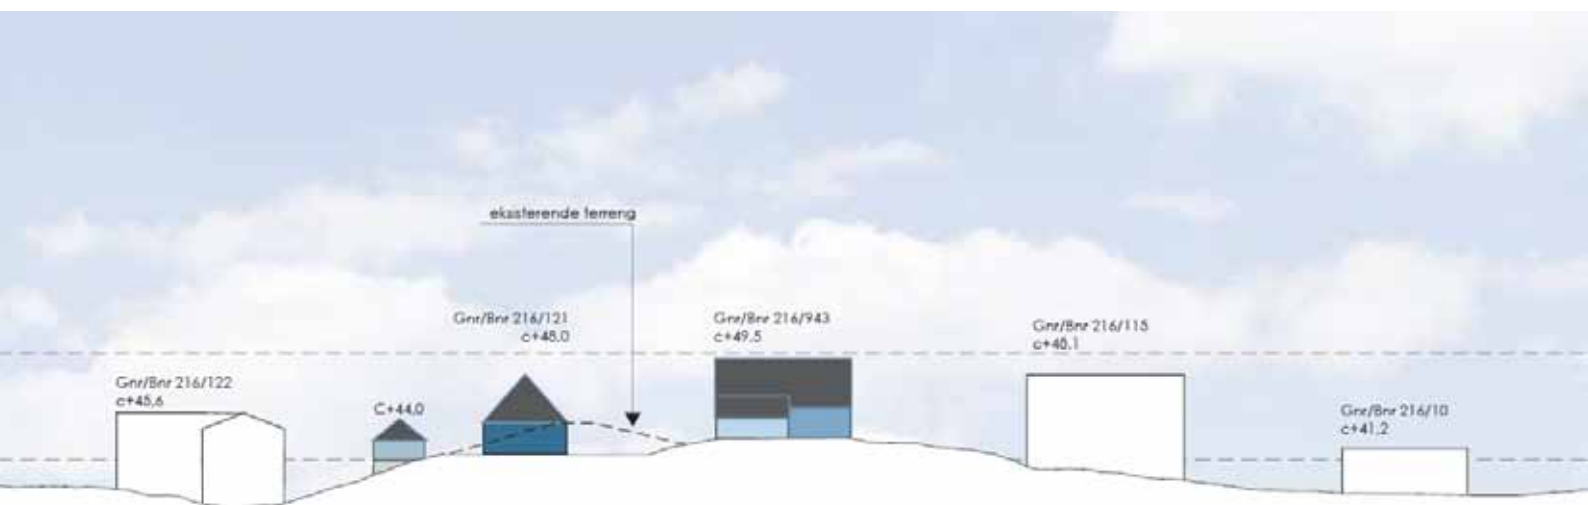 eksisterende terreng
Gnr/Bnr 216/121
c+48,0
Gnr/Bnr 216/943
c+49,5
Gnr/Bnr 216/115
c+48,1
Gnr/Bnr 216/122
c+45,6
C+44,0
Gnr/Bnr 216/10
c+41,2